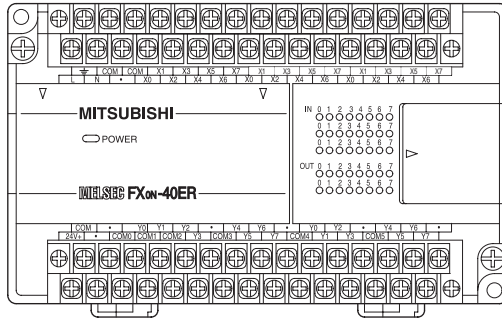 ⏚ COM COM X1 X3 X5 X7 X1 X3 X5 X7 X1 X3 X5 X7
L N • X0 X2 X4 X6 X0 X2 X4 X6 X0 X2 X4 X6
MITSUBISHI
POWER
MELSEC FX0N-40ER
IN 0 1 2 3 4 5 6 7
0 1 2 3 4 5 6 7
0 1 2 3 4 5 6 7
OUT 0 1 2 3 4 5 6 7
0 1 2 3 4 5 6 7
COM • Y0 Y1 Y2 • Y4 Y6 • Y0 Y2 • Y4 Y6 •
24V+ • COM0 COM1 COM2 Y3 COM3 Y5 Y7 COM4 Y1 Y3 COM5 Y5 Y7